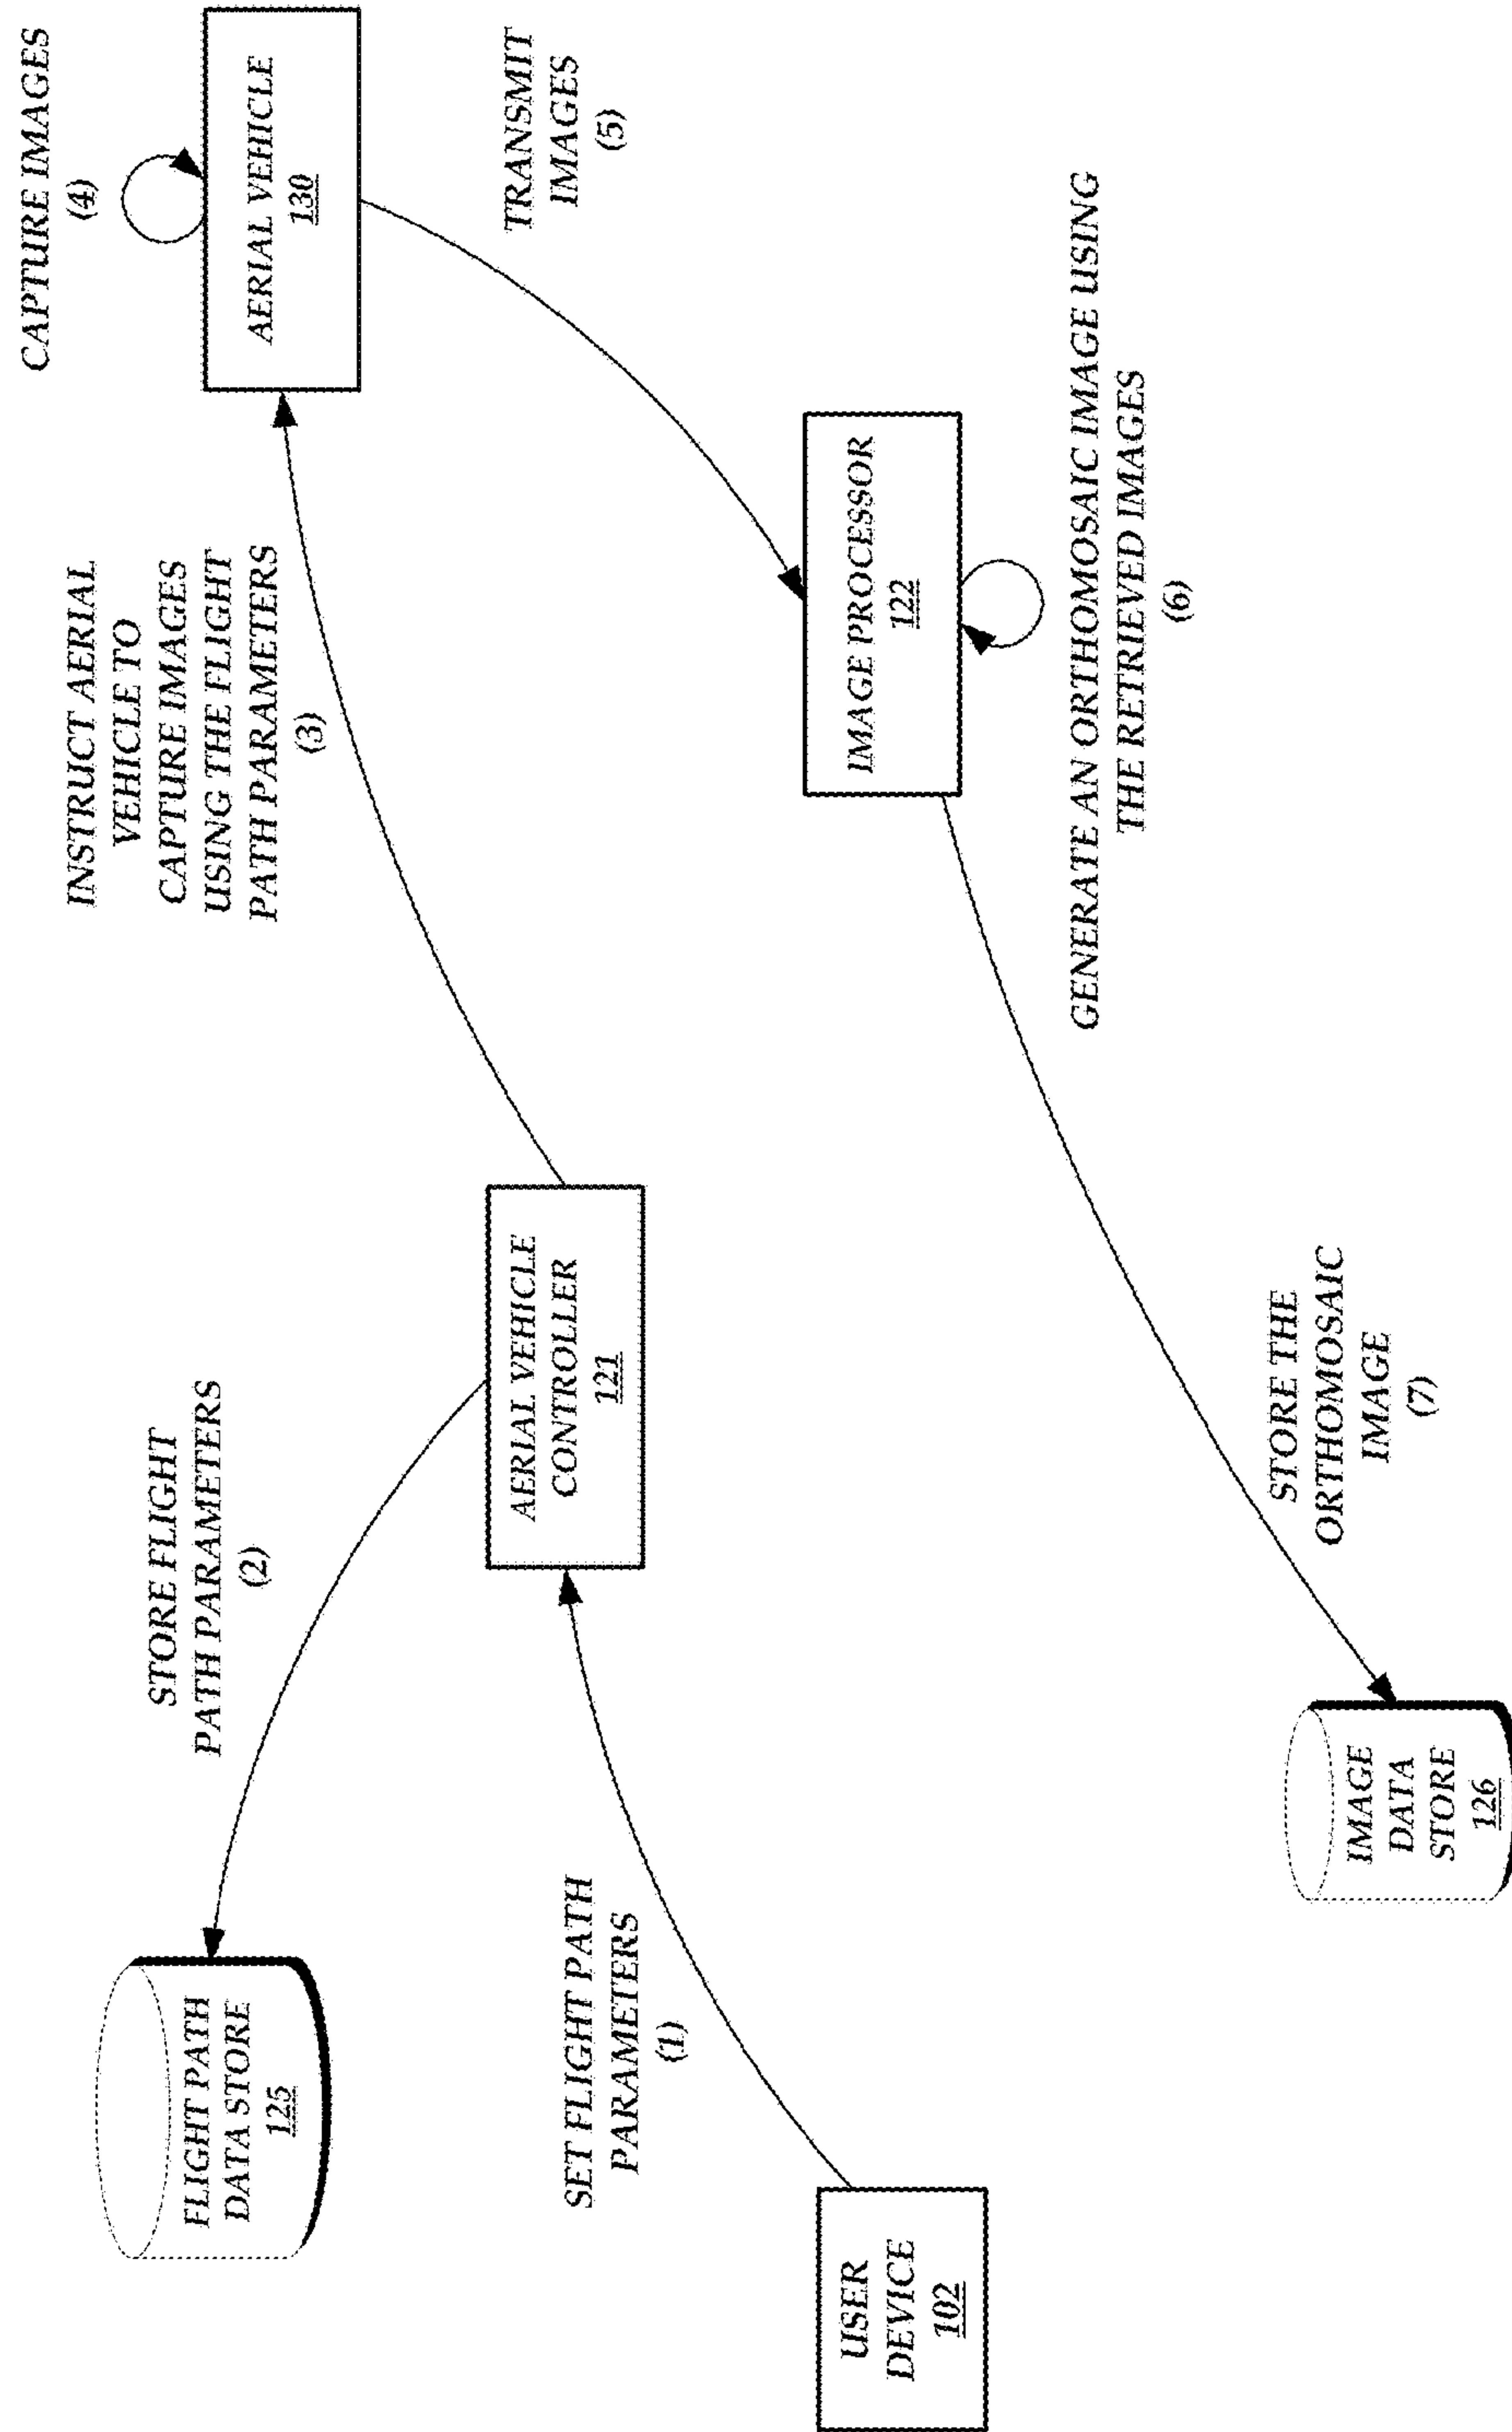 FLIGHT PATH
DATA STORE
125
STORE FLIGHT
PATH PARAMETERS
(2)
INSTRUCT AERIAL
VEHICLE TO
CAPTURE IMAGES
USING THE FLIGHT
PATH PARAMETERS
(3)
CAPTURE IMAGES
(4)
AERIAL VEHICLE
130
SET FLIGHT PATH
PARAMETERS
(1)
AERIAL VEHICLE
CONTROLLER
121
TRANSMIT
IMAGES
(5)
USER
DEVICE
102
IMAGE PROCESSOR
122
GENERATE AN ORTHOMOSAIC IMAGE USING
THE RETRIEVED IMAGES
(6)
STORE THE
ORTHOMOSAIC
IMAGE
(7)
IMAGE
DATA
STORE
126